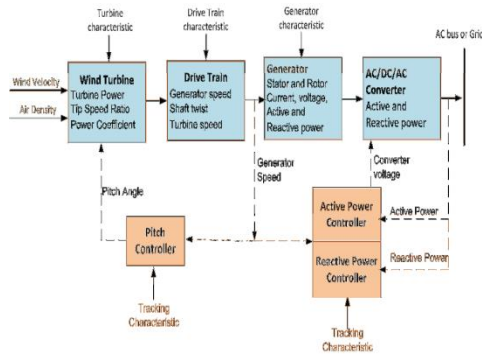 Turbine
characteristic
Drive Train
characteristic
Generator
characteristic
AC bus or Grid
Wind Velocity
Air Density
Wind Turbine
Turbine Power
Tip Speed Ratio
Power Coefficient
Drive Train
Generator speed
Shaft twist
Turbine speed
Generator
Stator and Rotor
Current, voltage,
Active and
Reactive power
AC/DC/AC
Converter
Active and
Reactive power
Pitch Angle
Generator
Speed
Converter
voltage
Pitch
Controller
Active Power
Controller
Reactive Power
Controller
Active Power
Reactive Power
Tracking
Characteristic
Tracking
Characteristic